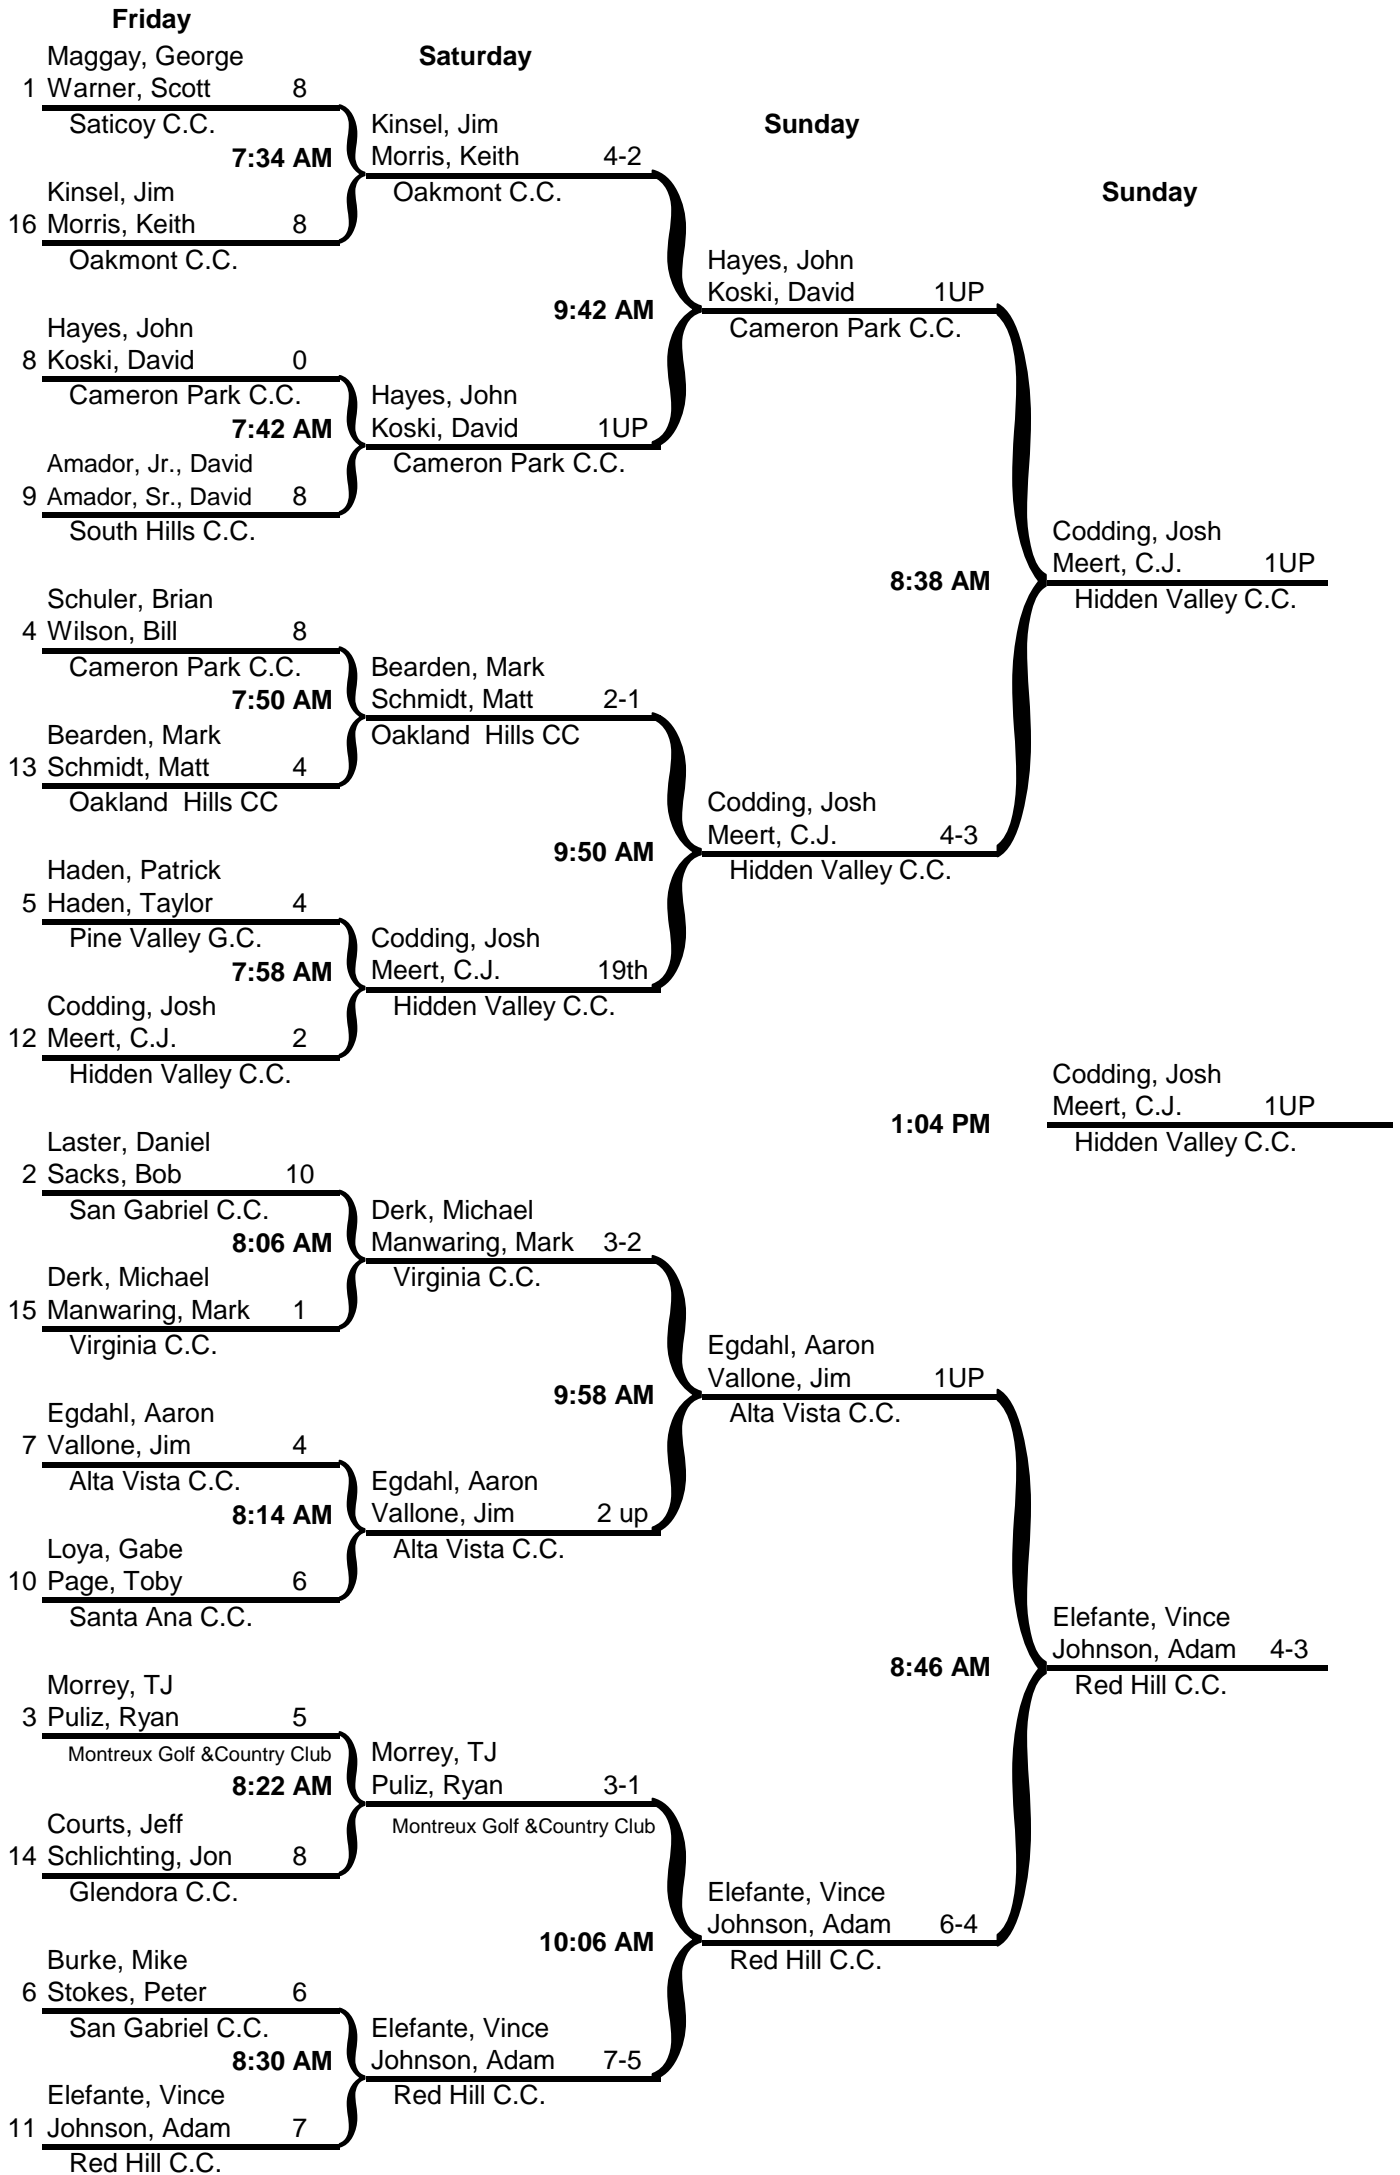 Friday
Maggay, George
1 Warner, Scott 8
Saticoy C.C.
7:34 AM
Kinsel, Jim
16 Morris, Keith 8
Oakmont C.C.
Hayes, John
8 Koski, David 0
Cameron Park C.C.
7:42 AM
Amador, Jr., David
9 Amador, Sr., David 8
South Hills C.C.
Schuler, Brian
4 Wilson, Bill 8
Cameron Park C.C.
7:50 AM
Bearden, Mark
13 Schmidt, Matt 4
Oakland Hills CC
Haden, Patrick
5 Haden, Taylor 4
Pine Valley G.C.
7:58 AM
Codding, Josh
12 Meert, C.J. 2
Hidden Valley C.C.
Laster, Daniel
2 Sacks, Bob 10
San Gabriel C.C.
8:06 AM
Derk, Michael
15 Manwaring, Mark 1
Virginia C.C.
Egdahl, Aaron
7 Vallone, Jim 4
Alta Vista C.C.
8:14 AM
Loya, Gabe
10 Page, Toby 6
Santa Ana C.C.
Morrey, TJ
3 Puliz, Ryan 5
Montreux Golf &Country Club
8:22 AM
Courts, Jeff
14 Schlichting, Jon 8
Glendora C.C.
Burke, Mike
6 Stokes, Peter 6
San Gabriel C.C.
8:30 AM
Elefante, Vince
11 Johnson, Adam 7
Red Hill C.C.
Saturday
Kinsel, Jim
Morris, Keith 4-2
Oakmont C.C.
9:42 AM
Hayes, John
Koski, David 1UP
Cameron Park C.C.
Bearden, Mark
Schmidt, Matt 2-1
Oakland Hills CC
9:50 AM
Codding, Josh
Meert, C.J. 19th
Hidden Valley C.C.
Derk, Michael
Manwaring, Mark 3-2
Virginia C.C.
9:58 AM
Egdahl, Aaron
Vallone, Jim 2 up
Alta Vista C.C.
Morrey, TJ
Puliz, Ryan 3-1
Montreux Golf &Country Club
10:06 AM
Elefante, Vince
Johnson, Adam 7-5
Red Hill C.C.
Sunday
Hayes, John
Koski, David 1UP
Cameron Park C.C.
8:38 AM
Codding, Josh
Meert, C.J. 4-3
Hidden Valley C.C.
1:04 PM
Egdahl, Aaron
Vallone, Jim 1UP
Alta Vista C.C.
8:46 AM
Elefante, Vince
Johnson, Adam 6-4
Red Hill C.C.
Sunday
Codding, Josh
Meert, C.J. 1UP
Hidden Valley C.C.
Codding, Josh
Meert, C.J. 1UP
Hidden Valley C.C.
Elefante, Vince
Johnson, Adam 4-3
Red Hill C.C.